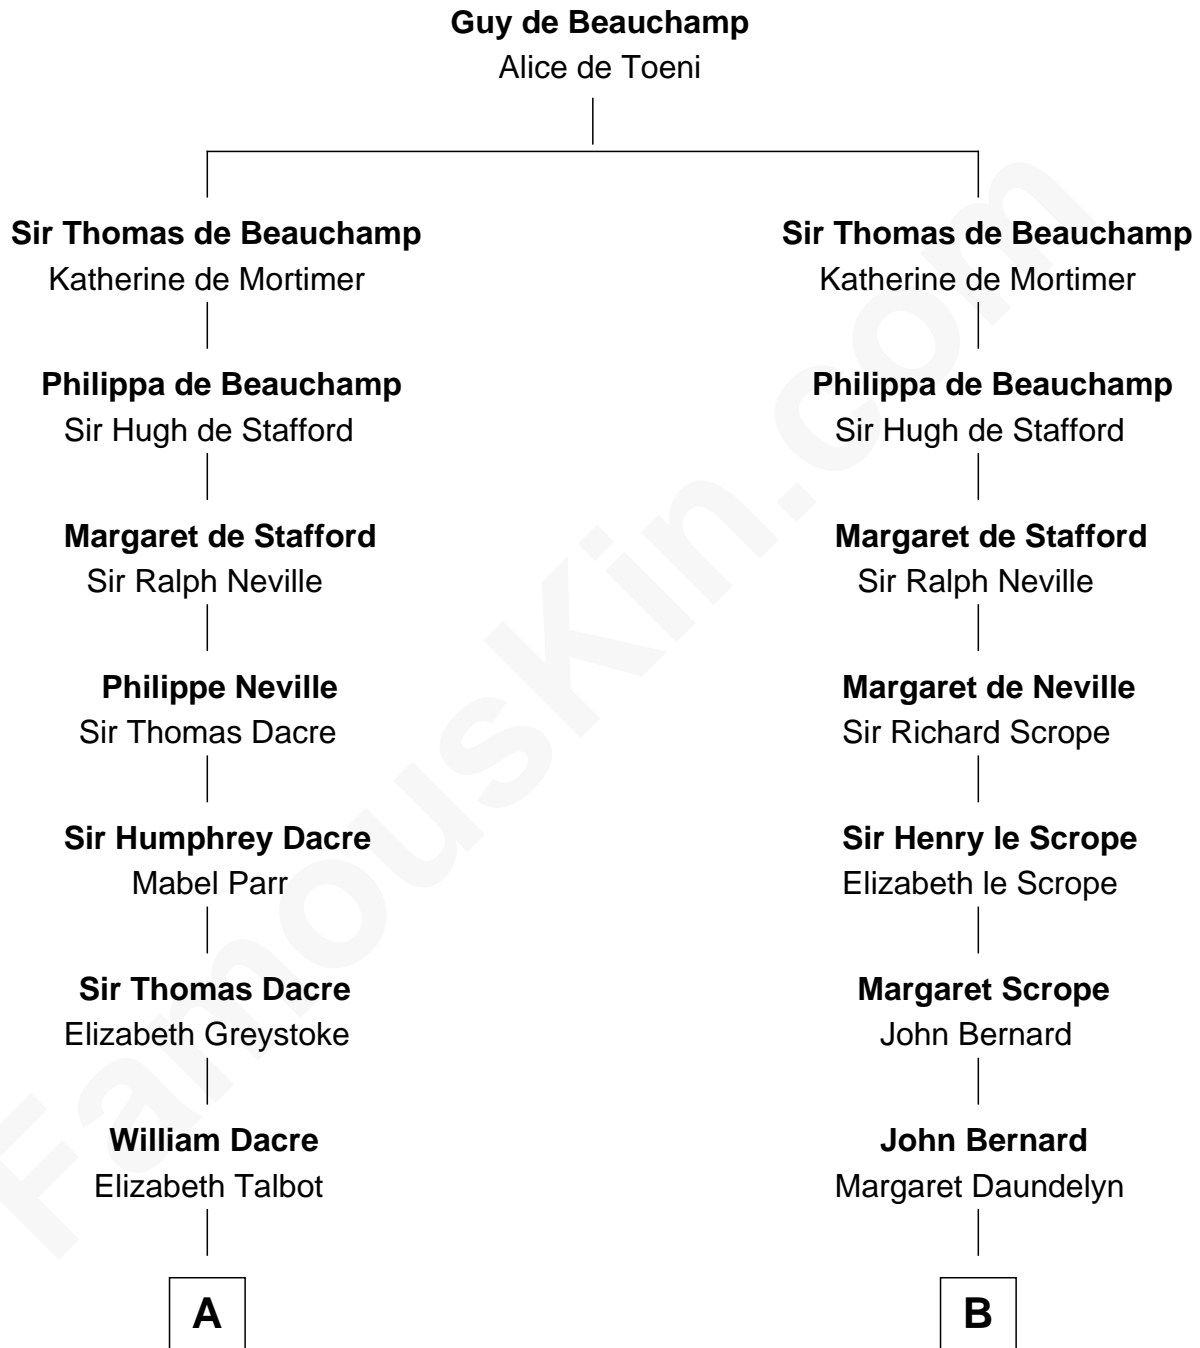 Guy de Beauchamp
Alice de Toeni
Sir Thomas de Beauchamp
Katherine de Mortimer
Philippa de Beauchamp
Sir Hugh de Stafford
Margaret de Stafford
Sir Ralph Neville
Philippe Neville
Sir Thomas Dacre
Sir Humphrey Dacre
Mabel Parr
Sir Thomas Dacre
Elizabeth Greystoke
William Dacre
Elizabeth Talbot
A
Sir Thomas de Beauchamp
Katherine de Mortimer
Philippa de Beauchamp
Sir Hugh de Stafford
Margaret de Stafford
Sir Ralph Neville
Margaret de Neville
Sir Richard Scrope
Sir Henry le Scrope
Elizabeth le Scrope
Margaret Scrope
John Bernard
John Bernard
Margaret Daundelyn
B
FamousKin.com